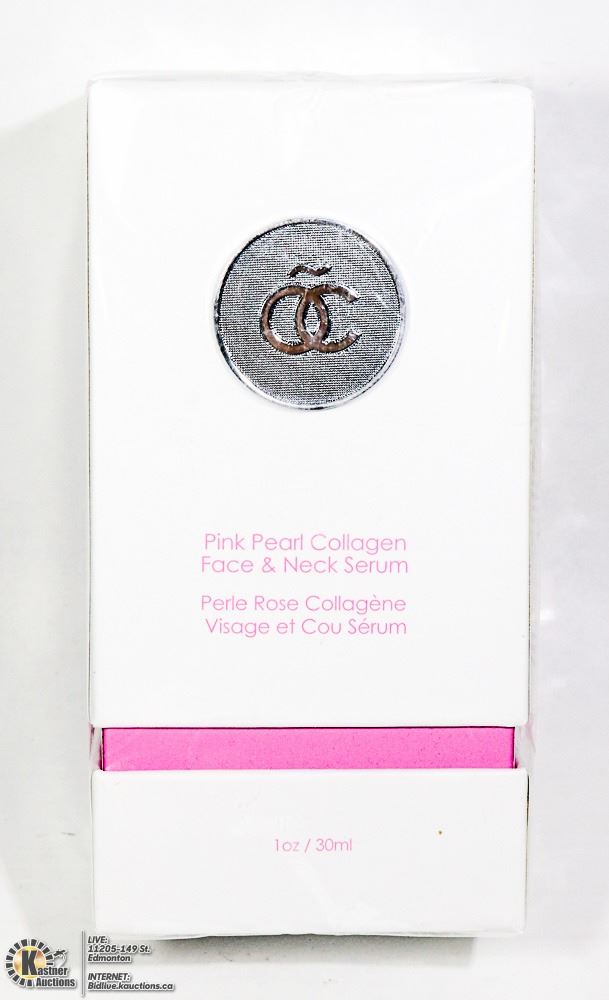 ÕC
Pink Pearl Collagen
Face & Neck Serum
Perle Rose Collagène
Visage et Cou Sérum
1oz / 30ml
Kastner
Auctions
LIVE:
11205-149 St.
Edmonton
INTERNET:
Bidlive.kauctions.ca